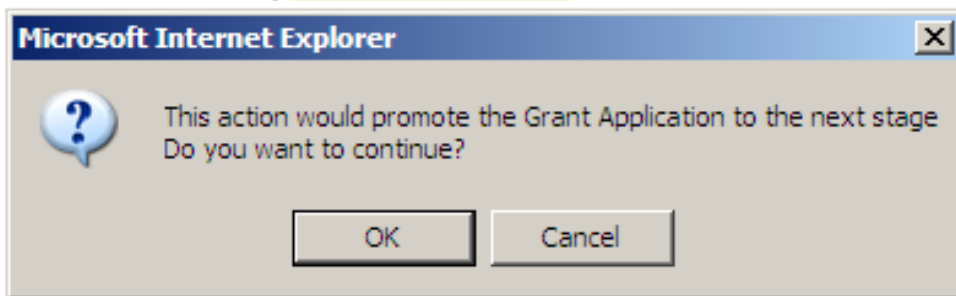 Microsoft Internet Explorer
This action would promote the Grant Application to the next stage
Do you want to continue?
OK
Cancel